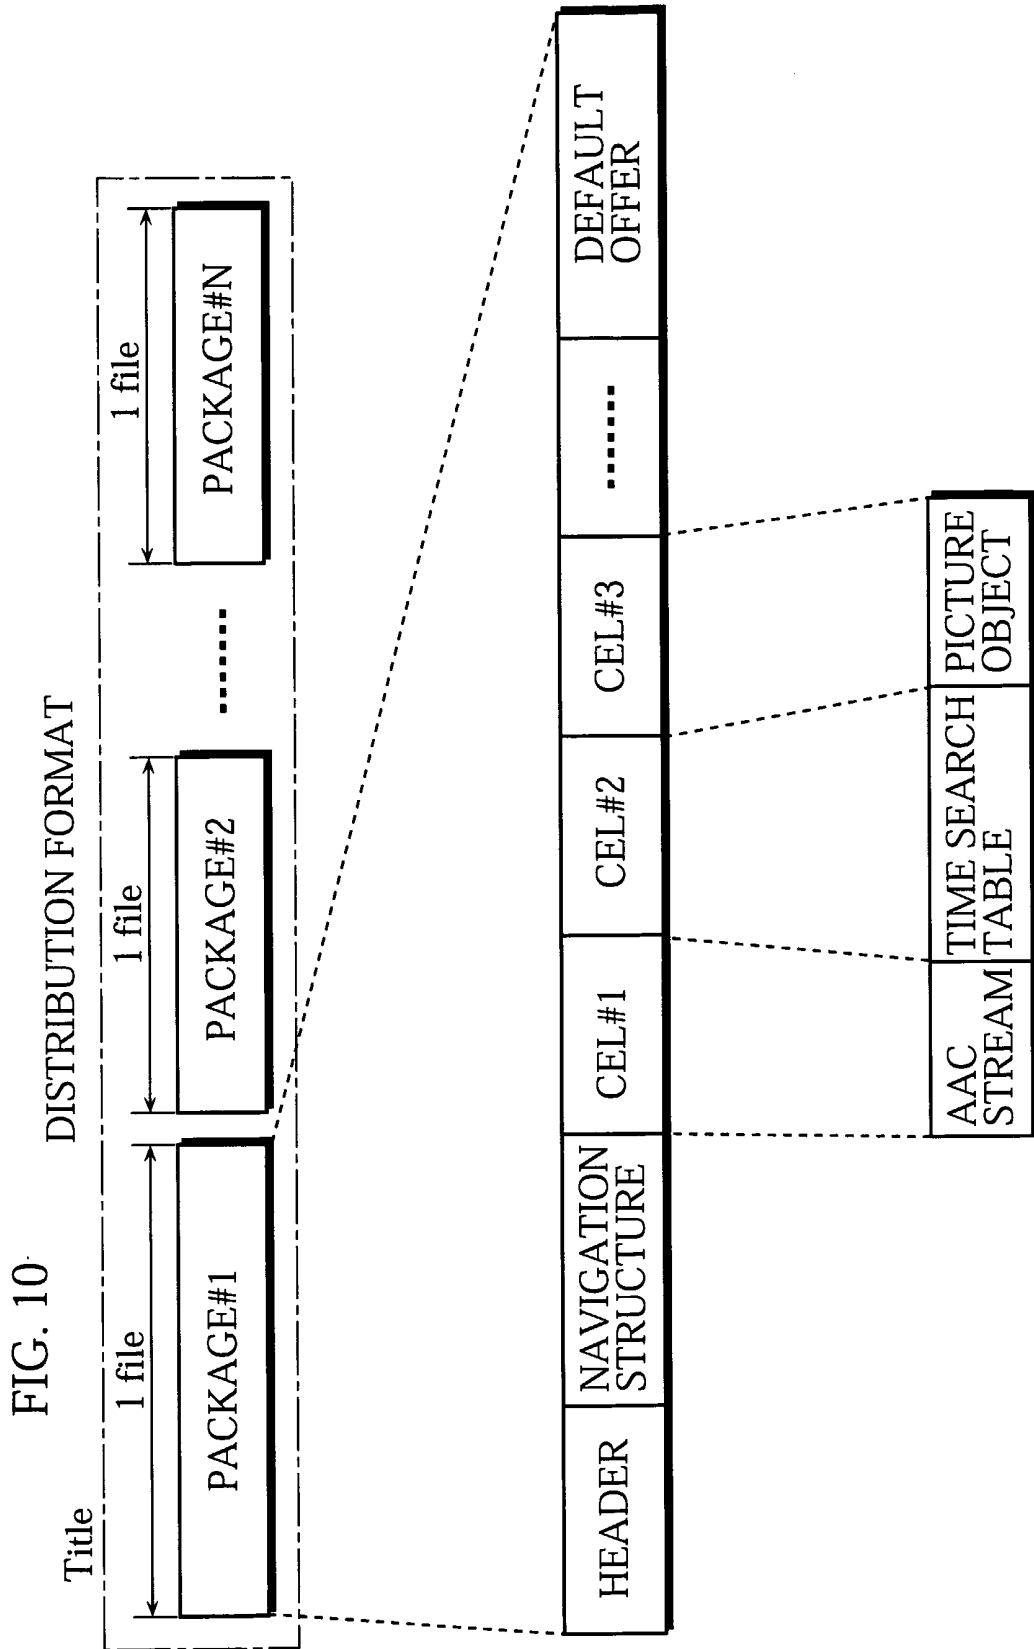 FIG. 10
DISTRIBUTION FORMAT
Title
1 file
1 file
1 file
PACKAGE#1
PACKAGE#2
PACKAGE#N
HEADER
NAVIGATION
STRUCTURE
CEL#1
CEL#2
CEL#3
DEFAULT
OFFER
AAC
STREAM
TIME SEARCH
TABLE
PICTURE
OBJECT